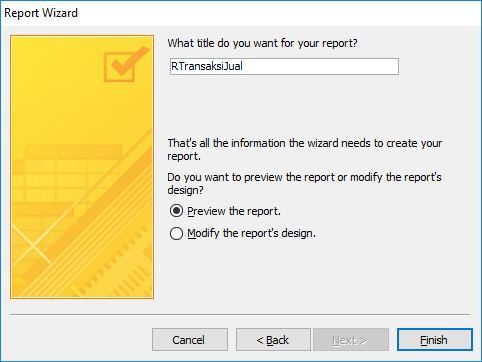 Report Wizard
What title do you want for your report?
RTransaksiJual
That's all the information the wizard needs to create your
report.
Do you want to preview the report or modify the report's
design?
Preview the report.
Modify the report's design.
Cancel
< Back
Next >
Finish